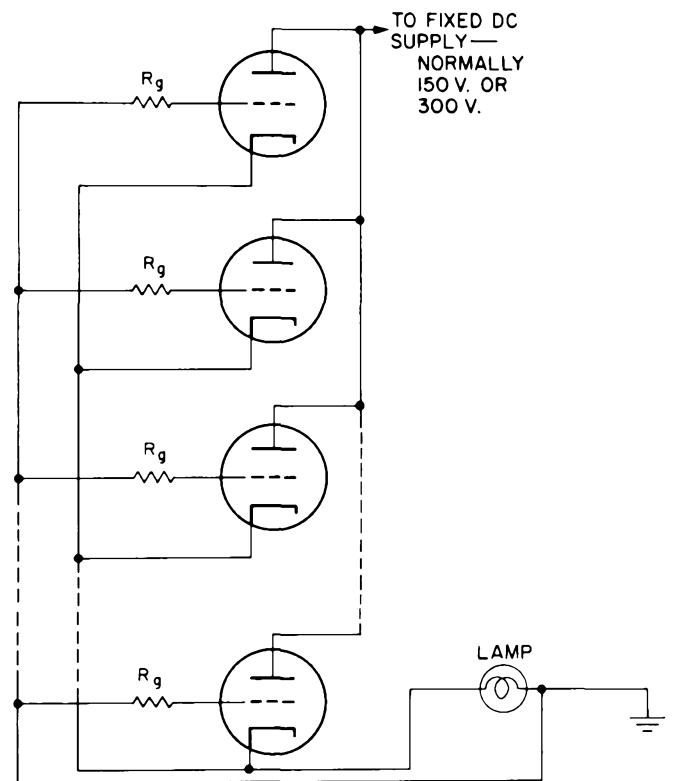 TO FIXED DC
SUPPLY—
NORMALLY
150 V. OR
300 V.
Rg
Rg
Rg
Rg
LAMP